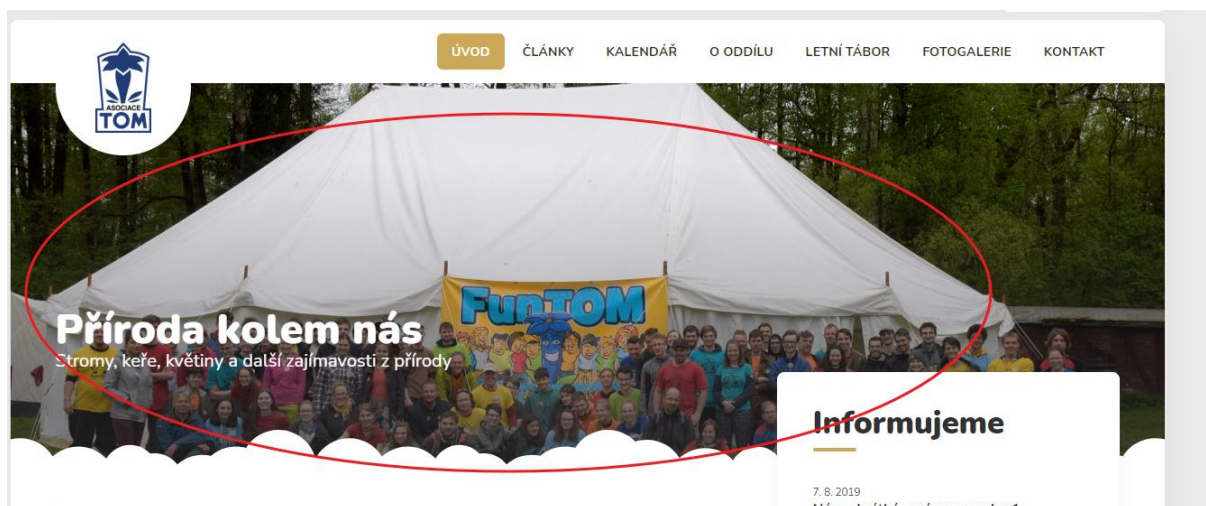 ASOCIACE
TOM
ÚVOD
ČLÁNKY
KALENDÁŘ
O ODDÍLU
LETNÍ TÁBOR
FOTOGALERIE
KONTAKT
FunTOM
Příroda kolem nás
Stromy, keře, květiny a další zajímavosti z přírody
Informujeme
7. 8. 2019